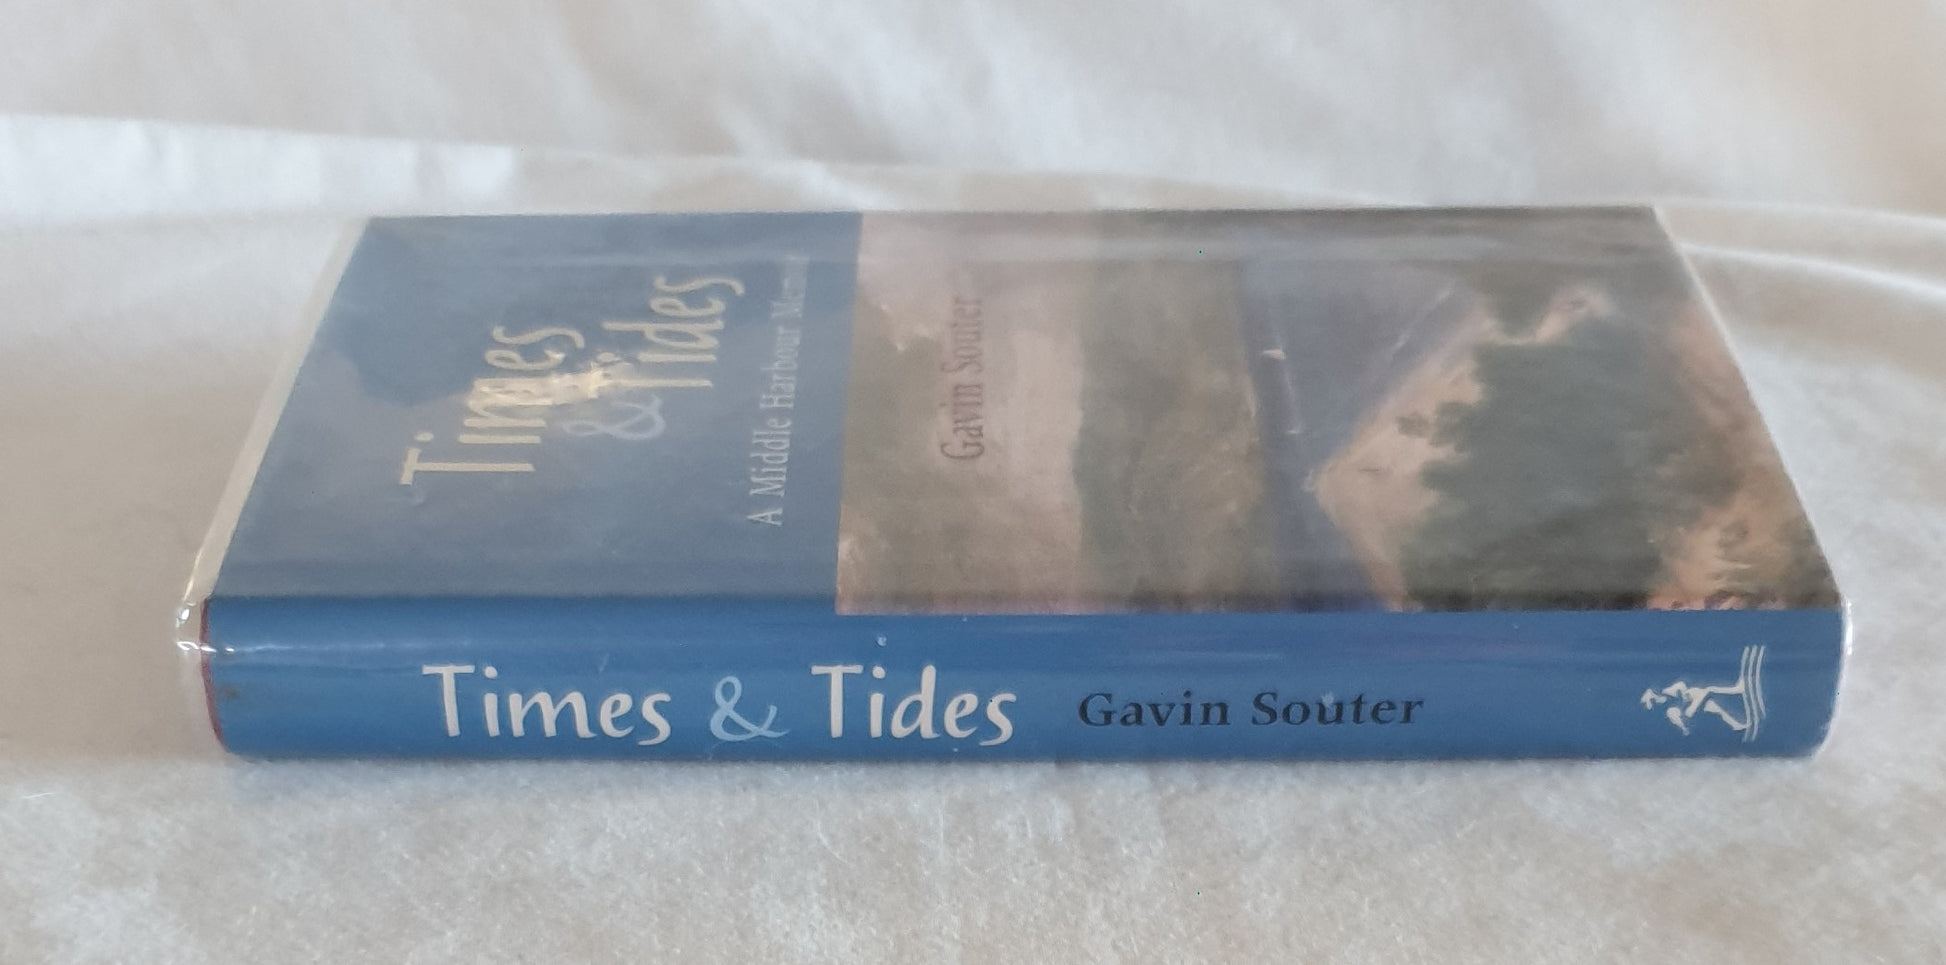 Times
& Tides
A Middle Harbour Memoir
Gavin Souter
Times & Tides Gavin Souter